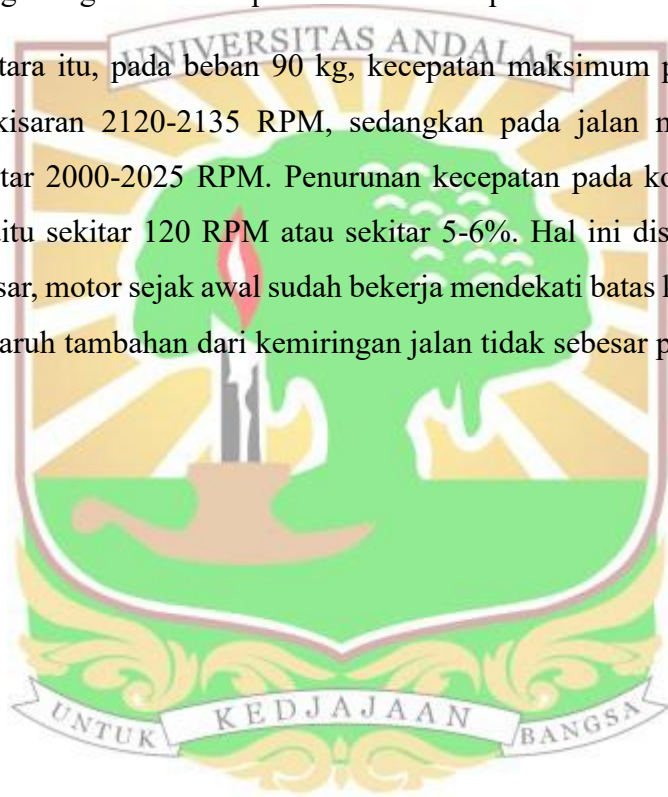 UNIVERSITAS ANDALAS
tara itu, pada beban 90 kg, kecepatan maksimum p
kisaran 2120-2135 RPM, sedangkan pada jalan
tar 2000-2025 RPM. Penurunan kecepatan pada ko
itu sekitar 120 RPM atau sekitar 5-6%. Hal ini dis
sar, motor sejak awal sudah bekerja mendekati batas
aruh tambahan dari kemiringan jalan tidak sebesar p
UNTUK KEDJAJAAN BANGSA